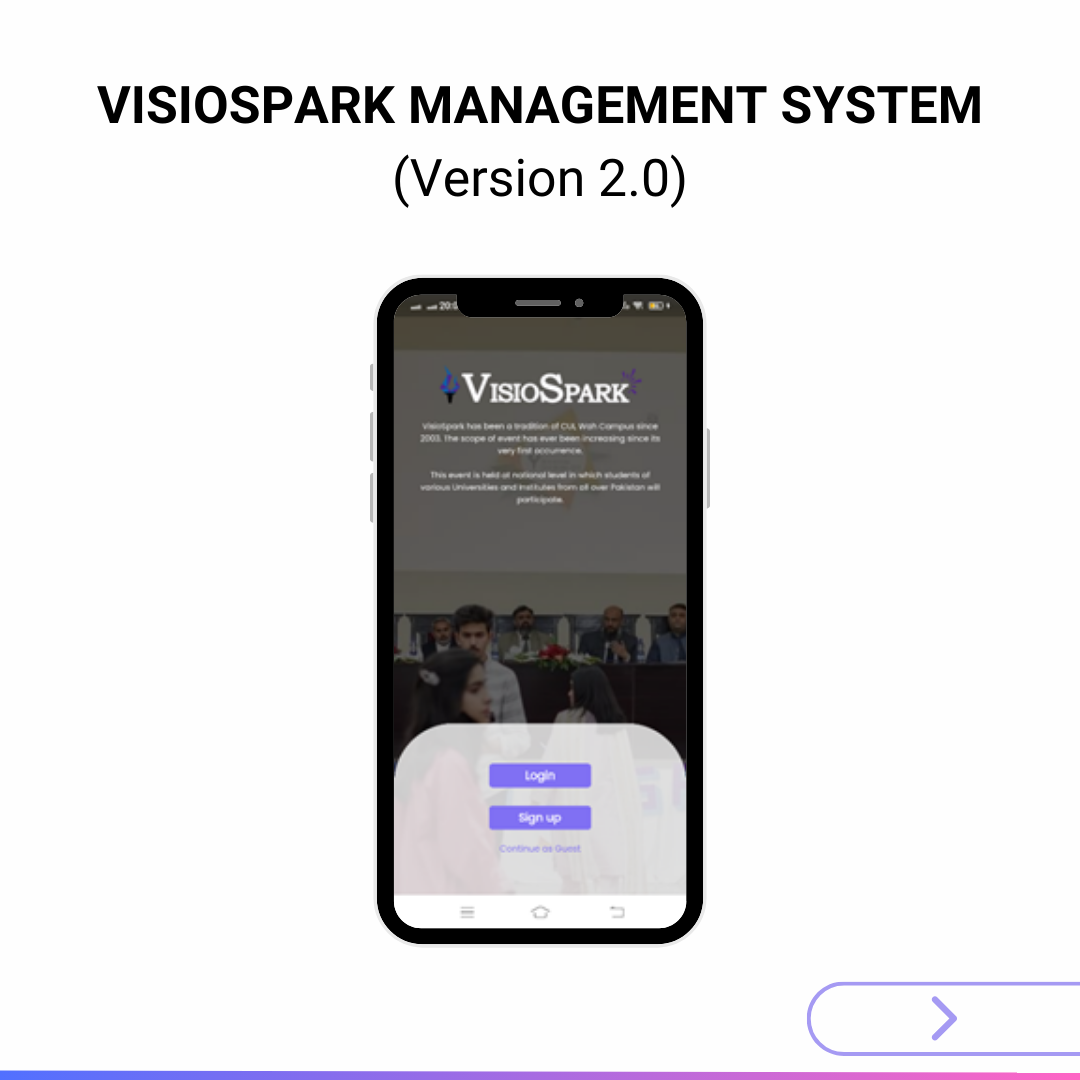 VISIOSPARK MANAGEMENT SYSTEM
(Version 2.0)
VISIOSPARK
VisioSpark has been a tradition of CUI, Wah Campus since
2003. The scope of event has ever been increasing since its
very first occurrence.
This event is held at national level in which students of
various Universities and Institutes from all over Pakistan will
participate.
Login
Sign up
Continue as Guest